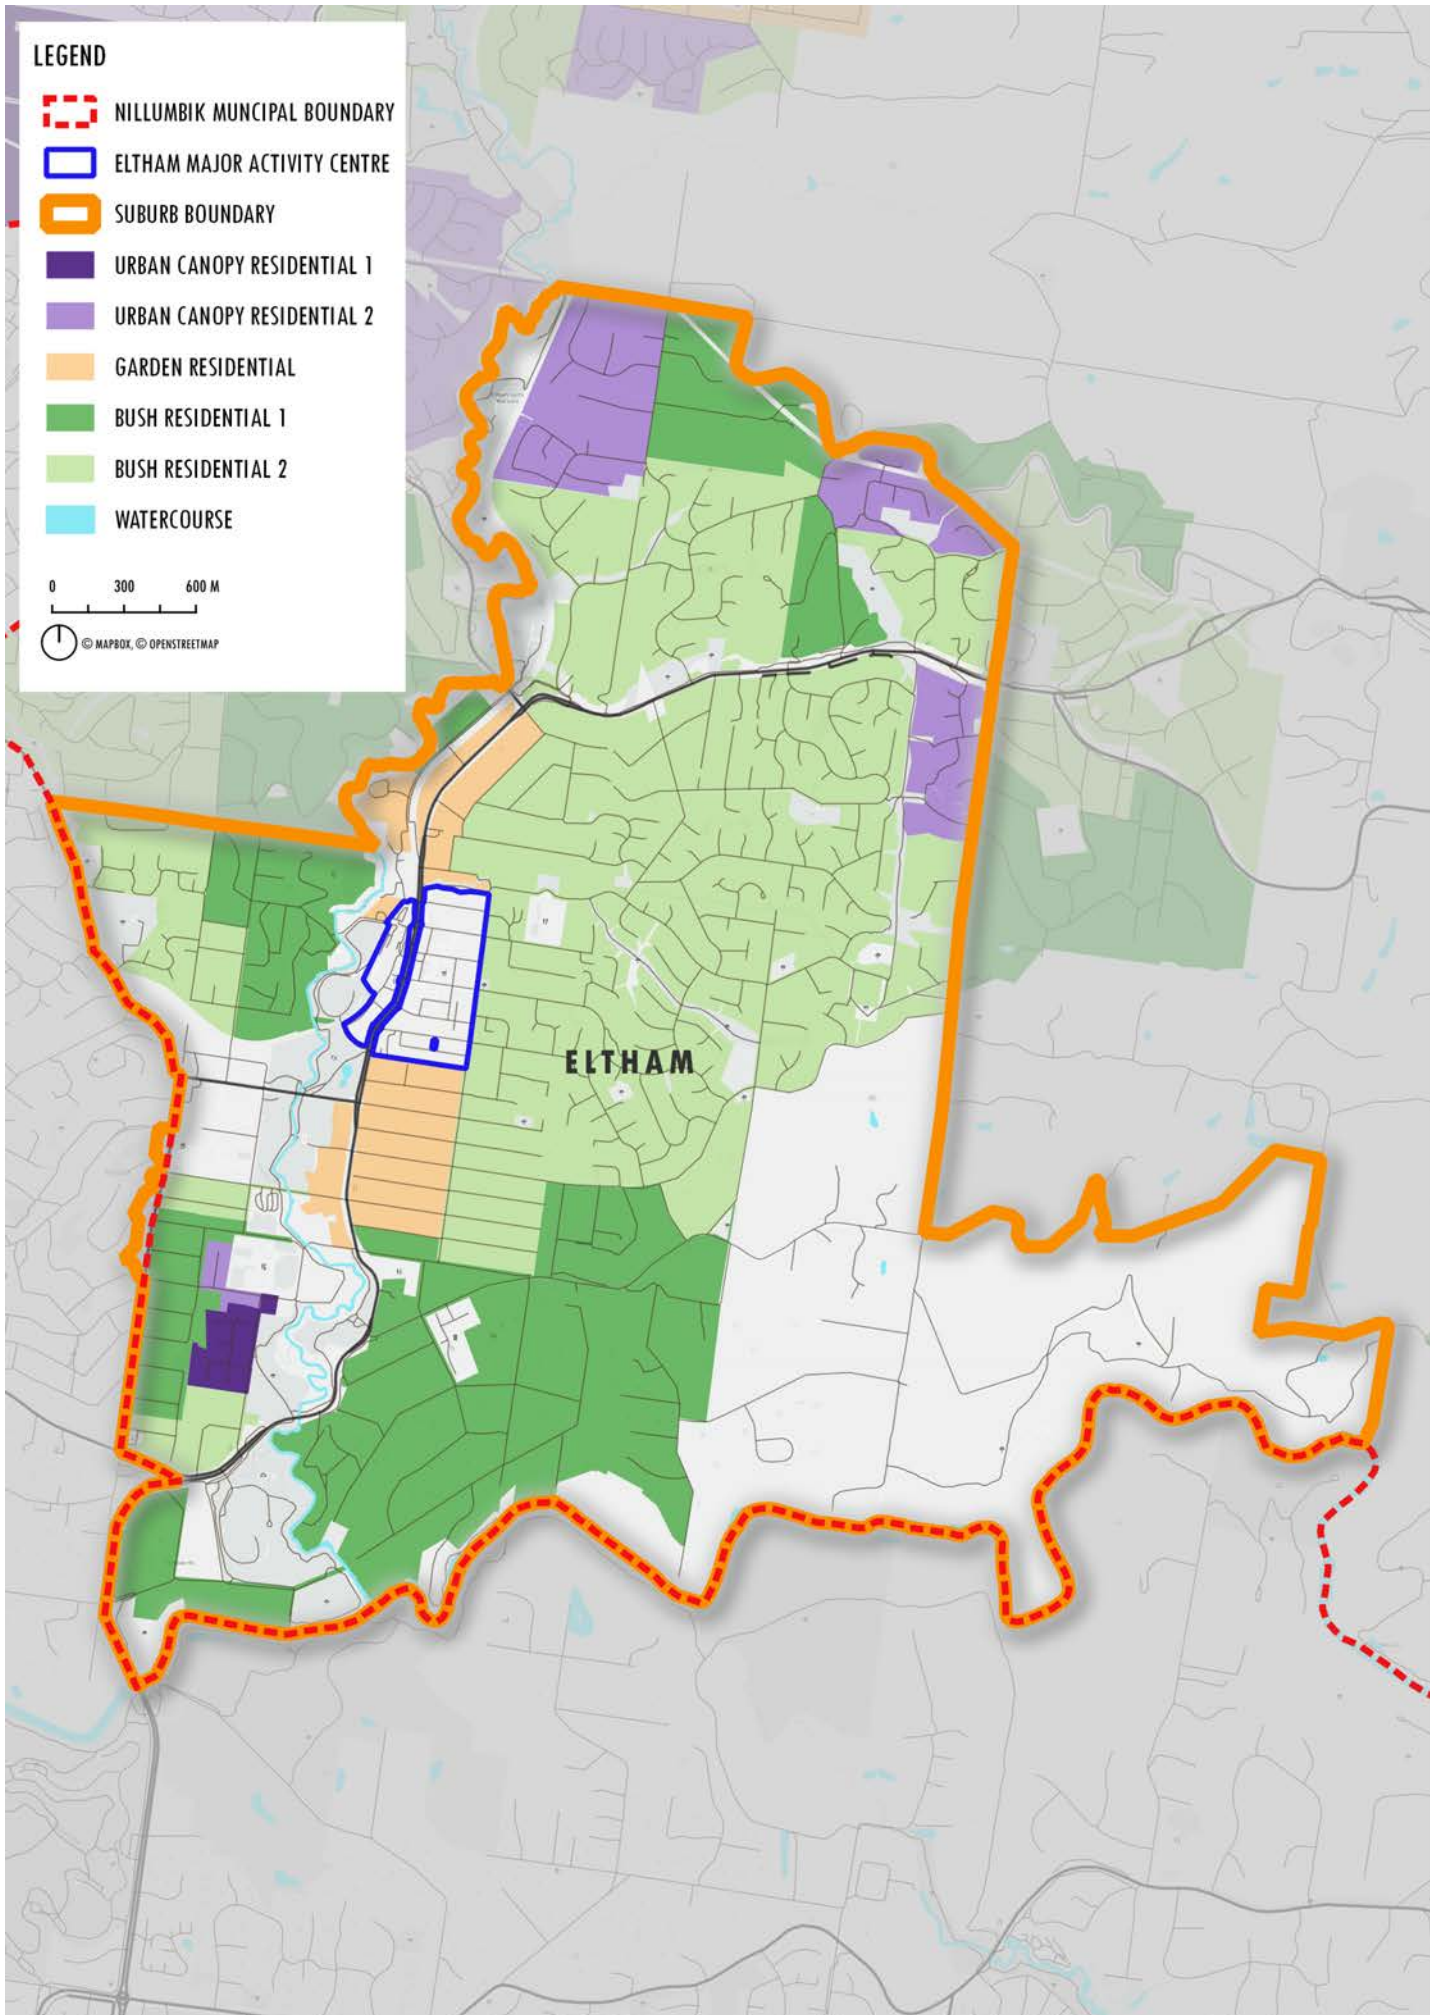 LEGEND
NILLUMBIK MUNCIPAL BOUNDARY
ELTHAM MAJOR ACTIVITY CENTRE
SUBURB BOUNDARY
URBAN CANOPY RESIDENTIAL 1
URBAN CANOPY RESIDENTIAL 2
GARDEN RESIDENTIAL
BUSH RESIDENTIAL 1
BUSH RESIDENTIAL 2
WATERCOURSE
0 300 600 M
© MAPBOX, © OPENSTREETMAP
ELTHAM